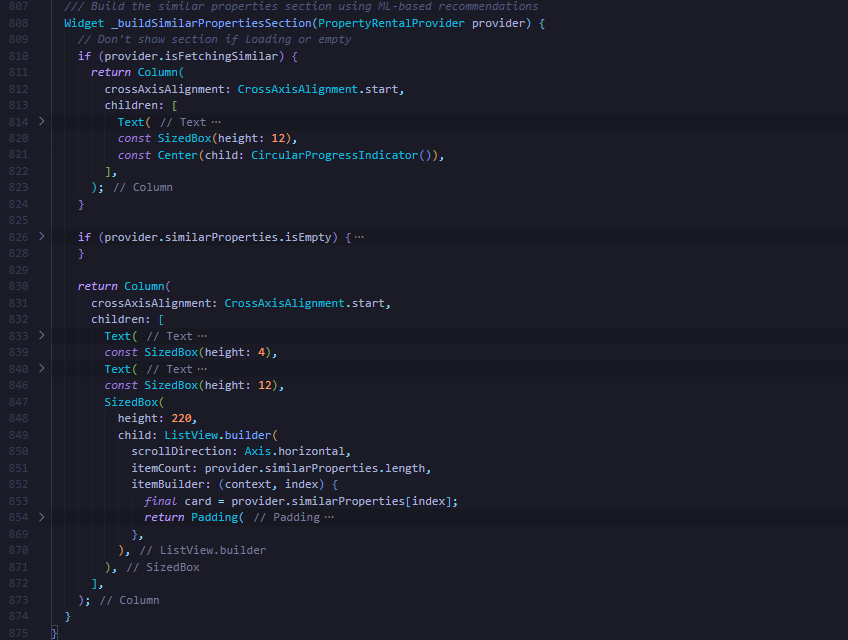 807 /// Build the similar properties section using ML-based recommendations
808 Widget _buildSimilarPropertiesSection(PropertyRentalProvider provider) {
809 // Don't show section if loading or empty
810 if (provider.isFetchingSimilar) {
811 return Column(
812 crossAxisAlignment: CrossAxisAlignment.start,
813 children: [
814 > Text( // Text ···
820 const SizedBox(height: 12),
821 const Center(child: CircularProgressIndicator()),
822 ],
823 ); // Column
824 }
825
826 > if (provider.similarProperties.isEmpty) { ···
828 }
829
830 return Column(
831 crossAxisAlignment: CrossAxisAlignment.start,
832 children: [
833 > Text( // Text ···
839 const SizedBox(height: 4),
840 > Text( // Text ···
846 const SizedBox(height: 12),
847 SizedBox(
848 height: 220,
849 child: ListView.builder(
850 scrollDirection: Axis.horizontal,
851 itemCount: provider.similarProperties.length,
852 itemBuilder: (context, index) {
853 final card = provider.similarProperties[index];
854 > return Padding( // Padding ···
869 },
870 ), // ListView.builder
871 ), // SizedBox
872 ],
873 ); // Column
874 }
875 }